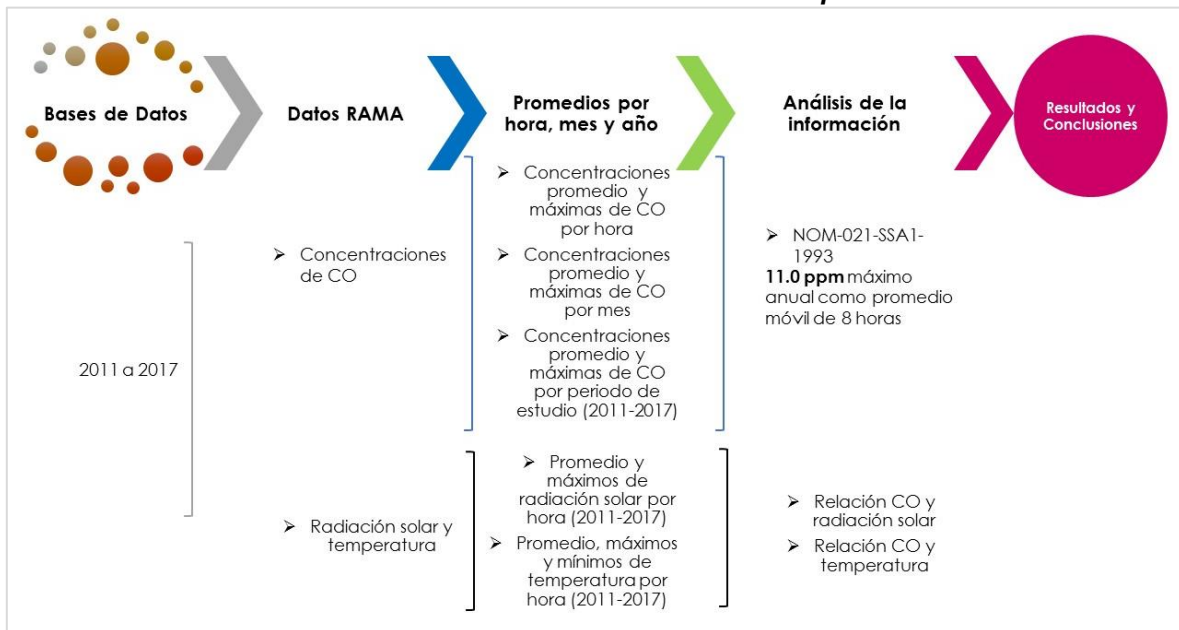 Bases de Datos
Datos RAMA
Promedios por
hora, mes y año
Análisis de la
información
Resultados y
Conclusiones
2011 a 2017
➤ Concentraciones
de CO
➤ Radiación solar y
temperatura
➤ Concentraciones
promedio y
máximas de CO
por hora
➤ Concentraciones
promedio y
máximas de CO
por mes
➤ Concentraciones
promedio y
máximas de CO
por periodo de
estudio (2011-2017)
➤ Promedio y
máximos de
radiación solar por
hora (2011-2017)
➤ Promedio, máximos
y mínimos de
temperatura por
hora (2011-2017)
➤ NOM-021-SSA1-
1993
11.0 ppm máximo
anual como promedio
móvil de 8 horas
➤ Relación CO y
radiación solar
➤ Relación CO y
temperatura